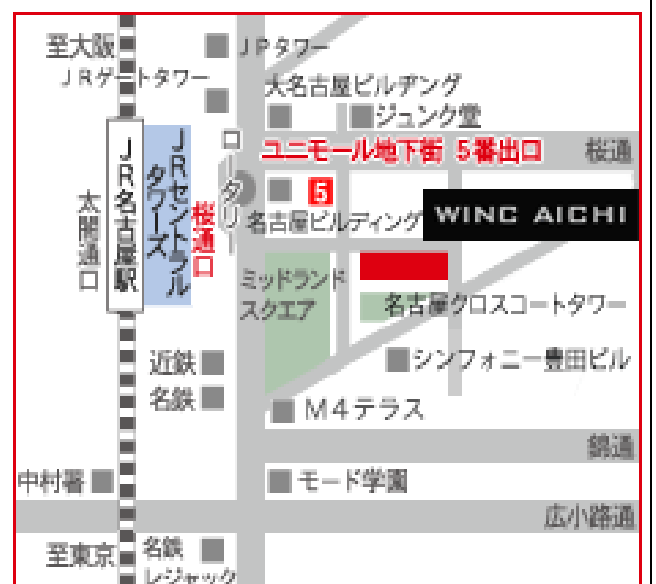 至大阪
JPタワー
JRゲートタワー
大名古屋ビルヂング
ジュンク堂
ロータリー
ユニモール地下街 5番出口
桜通
JR名古屋駅
JRセントラル
タワーズ
桜通口
太閤通口
5
名古屋ビルディング
WINC AICHI
ミッドランド
スクエア
名古屋クロスコートタワー
近鉄
シンフォニー豊田ビル
名鉄
M4テラス
錦通
中村署
モード学園
広小路通
至東京
名鉄
レジャック